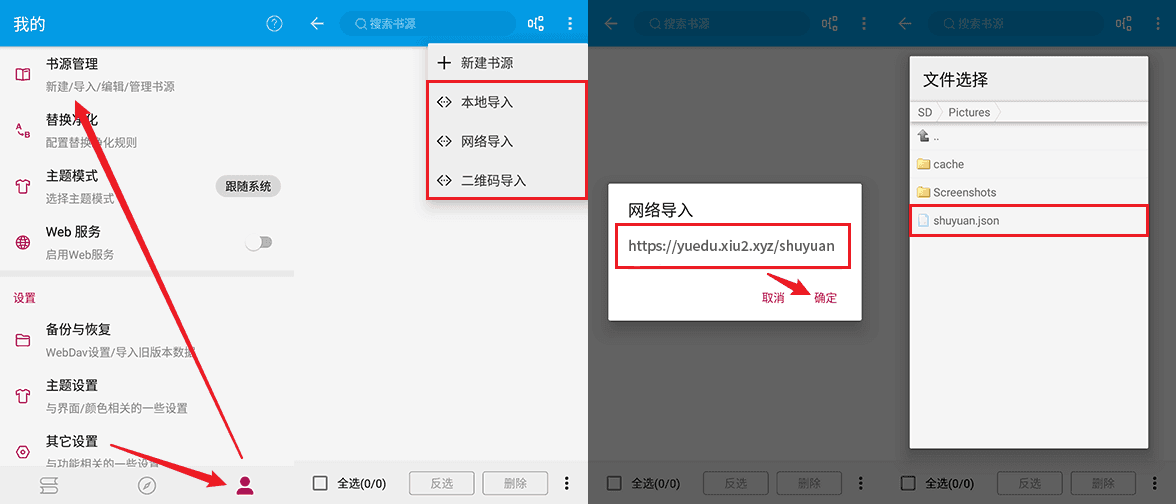 我的
书源管理
新建/导入/编辑/管理书源
替换净化
配置替换净化规则
主题模式
选择主题模式
跟随系统
Web 服务
启用Web服务
设置
备份与恢复
WebDav设置/导入旧版本数据
主题设置
与界面/颜色相关的一些设置
其它设置
与功能相关的一些设置
搜索书源
新建书源
本地导入
网络导入
二维码导入
全选(0/0)
反选
删除
搜索书源
网络导入
https://yuedu.xiu2.xyz/shuyuan
取消
确定
全选(0/0)
反选
删除
搜索书源
文件选择
SD
Pictures
..
cache
Screenshots
shuyuan.json
全选(0/0)
反选
删除